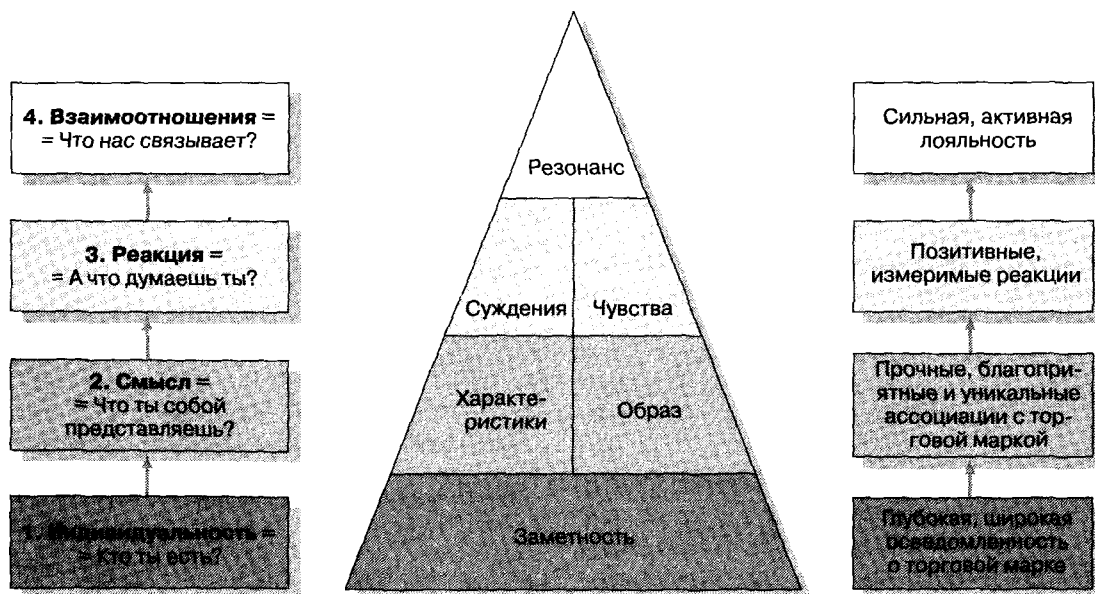 4. Взаимоотношения =
= Что нас связывает?
3. Реакция =
= А что думаешь ты?
2. Смысл =
= Что ты собой
представляешь?
1. Индивидуальность =
= Кто ты есть?
Резонанс
Суждения
Чувства
Характе-
ристики
Образ
Заметность
Сильная, активная
лояльность
Позитивные,
измеримые реакции
Прочные, благоприя-
ятные и уникальные
ассоциации с тор-
говой маркой
Глубокая, широкая
осведомленность
о торговой марке